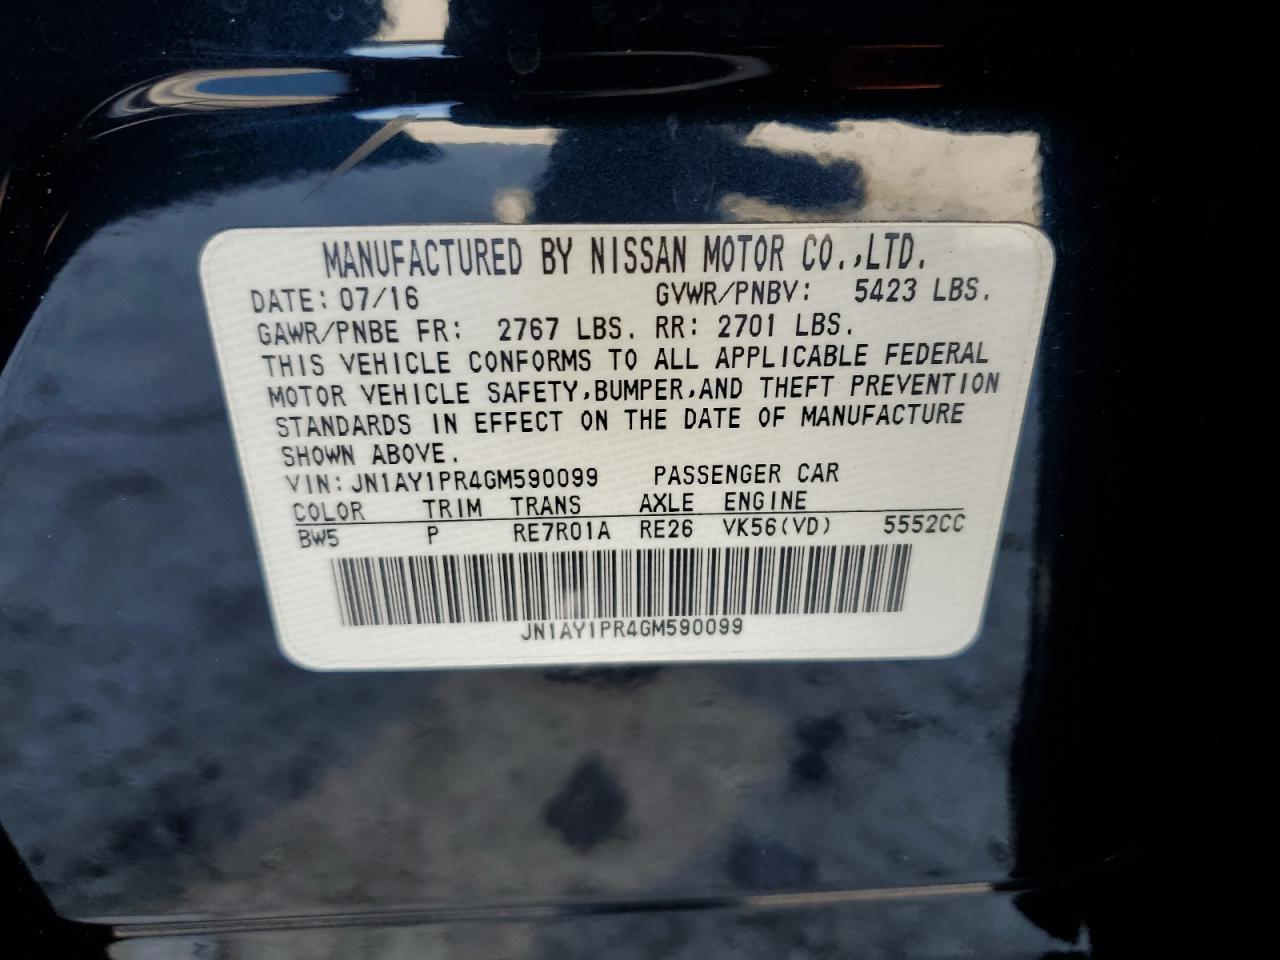 MANUFACTURED BY NISSAN MOTOR CO.,LTD.
DATE: 07/16 GVWR/PNBV: 5423 LBS.
GAWR/PNBE FR: 2767 LBS. RR: 2701 LBS.
THIS VEHICLE CONFORMS TO ALL APPLICABLE FEDERAL
MOTOR VEHICLE SAFETY,BUMPER,AND THEFT PREVENTION
STANDARDS IN EFFECT ON THE DATE OF MANUFACTURE
SHOWN ABOVE.
VIN: JN1AY1PR4GM590099 PASSENGER CAR
COLOR TRIM TRANS AXLE ENGINE
BW5 P RE7R01A RE26 VK56(VD) 5552CC
JN1AY1PR4GM590099